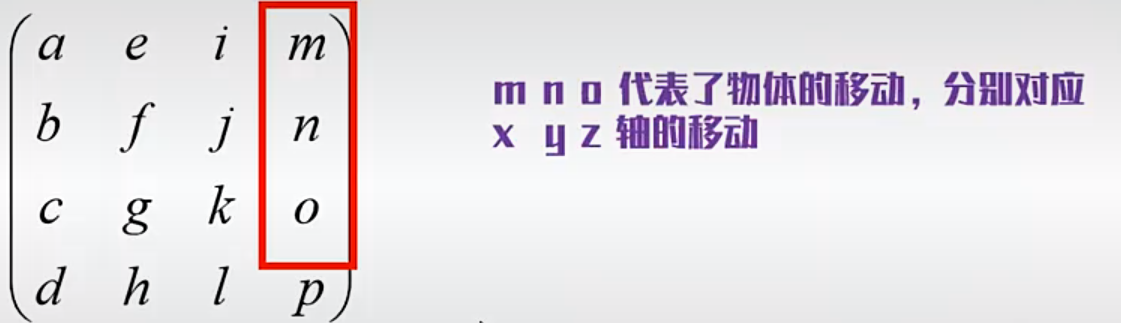 a e i m
b f j n
c g k o
d h l p
m n o 代表了物体的移动，分别对应
x y z 轴的移动